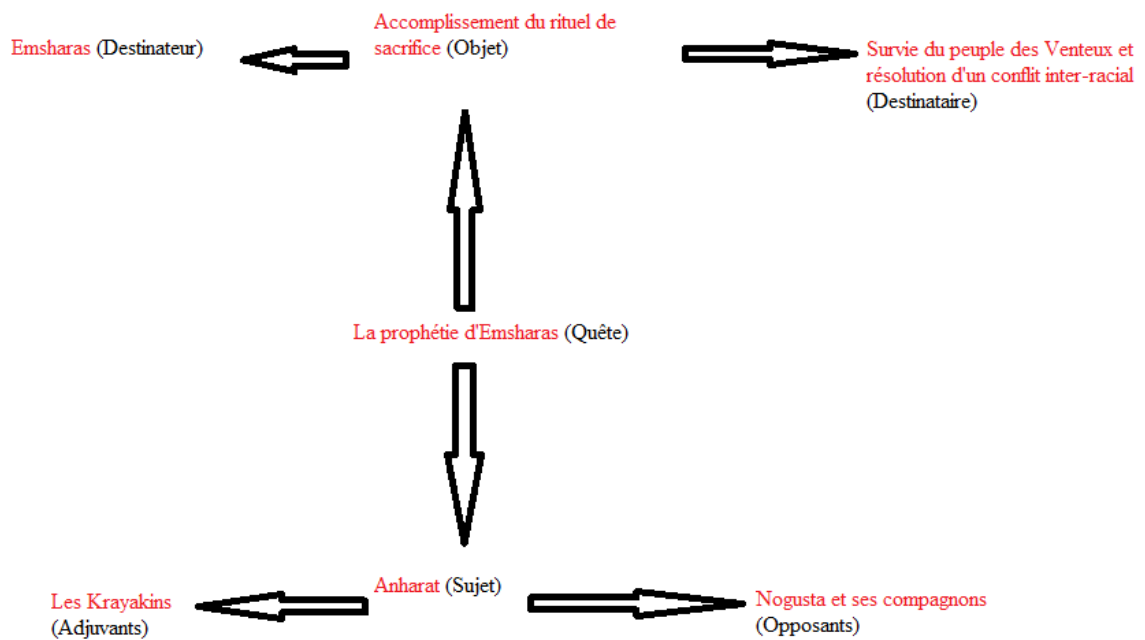 Emsharas (Destinateur)
Accomplissement du rituel de
sacrifice (Objet)
Survie du peuple des Venteux et
résolution d'un conflit inter-racial
(Destinataire)
La prophétie d'Emsharas (Quête)
Les Krayakins
(Adjuvants)
Anharat (Sujet)
Nogusta et ses compagnons
(Opposants)